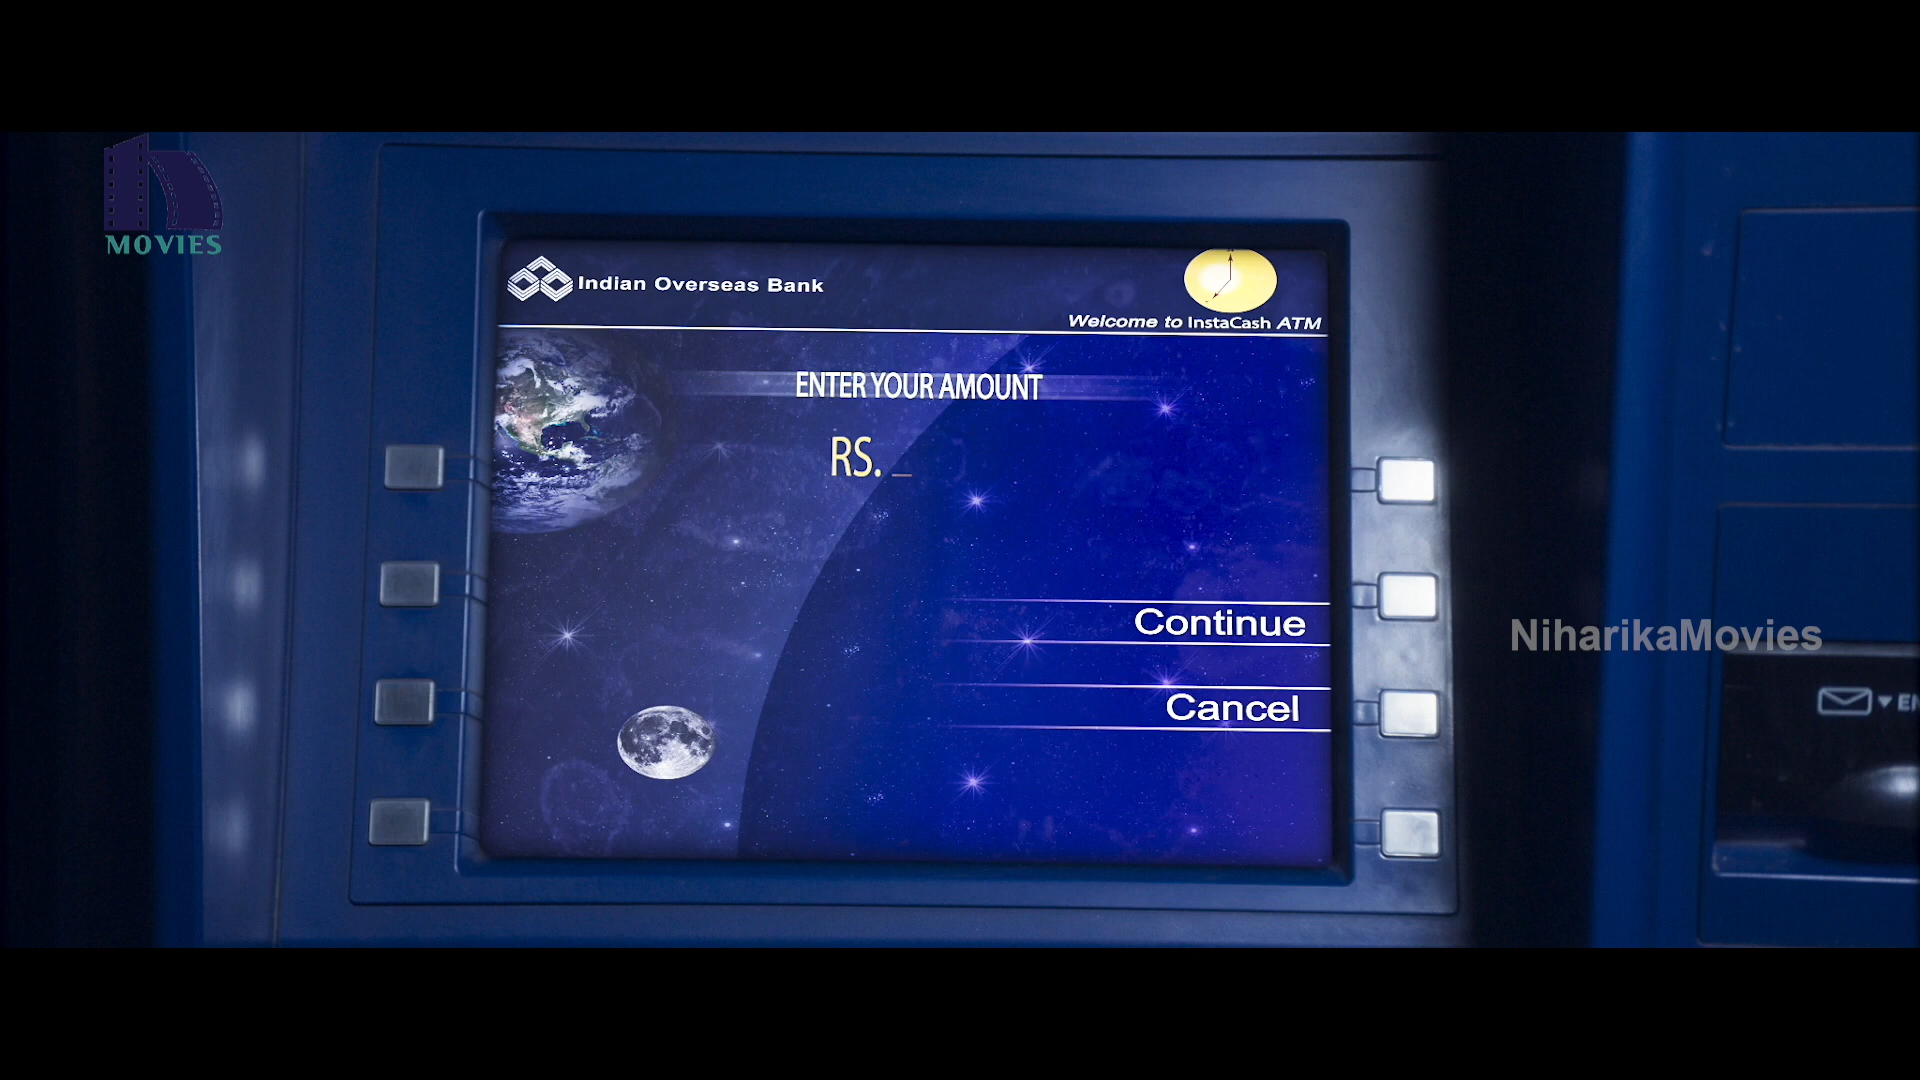 MOVIES
Indian Overseas Bank
Welcome to InstaCash ATM
ENTER YOUR AMOUNT
RS. _
Continue
Cancel
NiharikaMovies